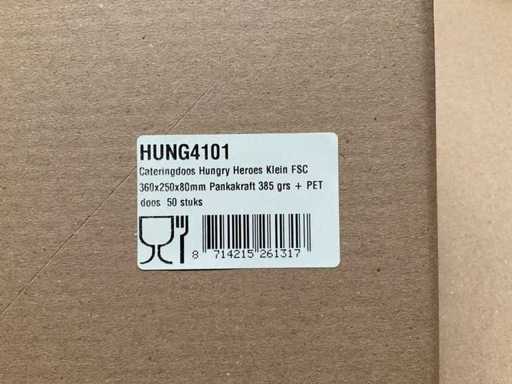 HUNG4101
Cateringdoos Hungry Heroes Klein FSC
360x250x80mm Pankakraft 385 grs + PET
doos 50 stuks
8 714215 261317